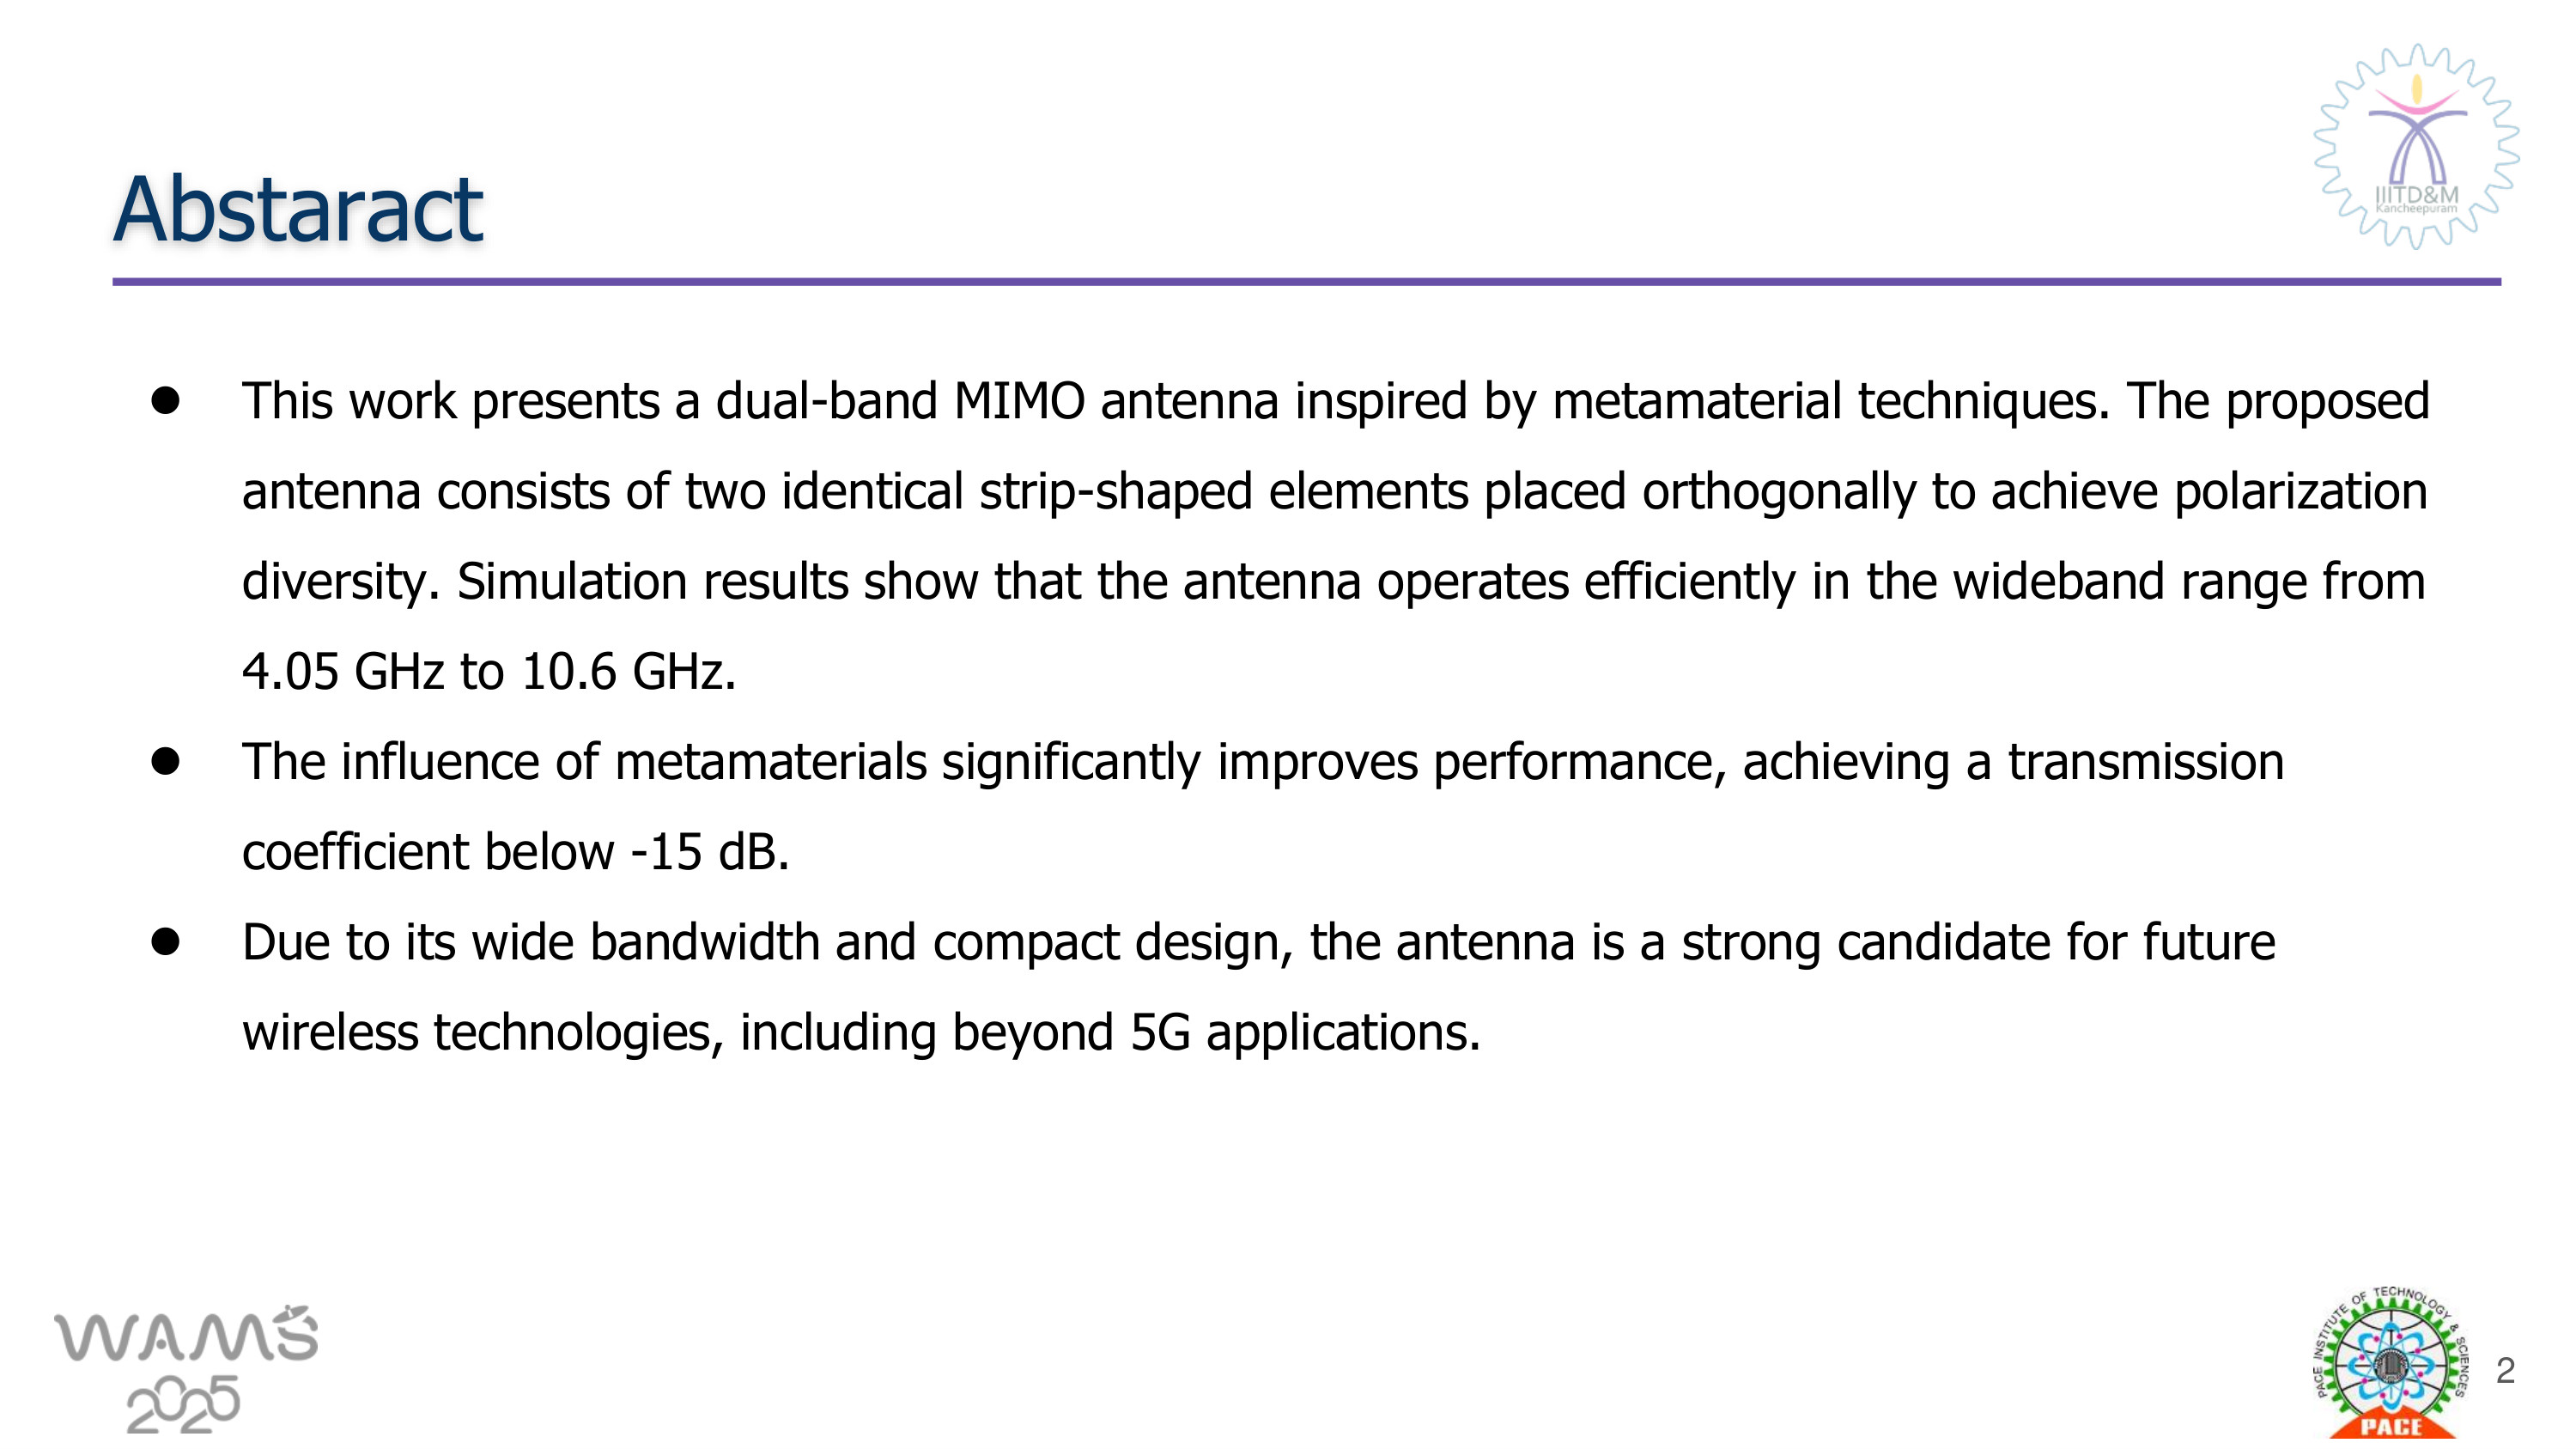 IIITD&M
Kancheepuram
Abstaract
● This work presents a dual-band MIMO antenna inspired by metamaterial techniques. The proposed
antenna consists of two identical strip-shaped elements placed orthogonally to achieve polarization
diversity. Simulation results show that the antenna operates efficiently in the wideband range from
4.05 GHz to 10.6 GHz.
● The influence of metamaterials significantly improves performance, achieving a transmission
coefficient below -15 dB.
● Due to its wide bandwidth and compact design, the antenna is a strong candidate for future
wireless technologies, including beyond 5G applications.
WAMS
2025
PACE INSTITUTE OF TECHNOLOGY & SCIENCES
PACE
2